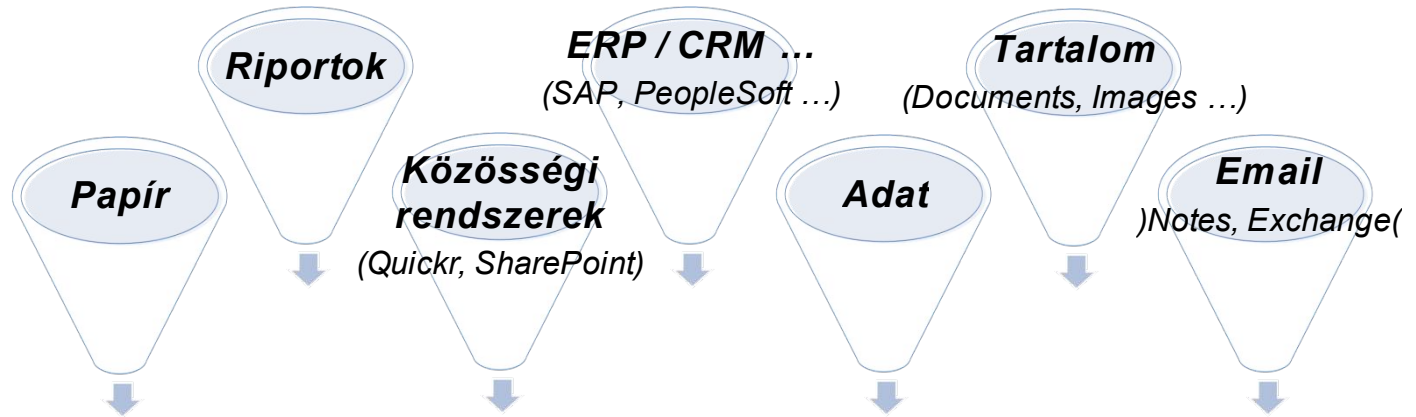 Riportok
ERP / CRM …
(SAP, PeopleSoft …)
Tartalom
(Documents, Images …)
Papír
Közösségi
rendszerek
(Quickr, SharePoint)
Adat
Email
)Notes, Exchange(